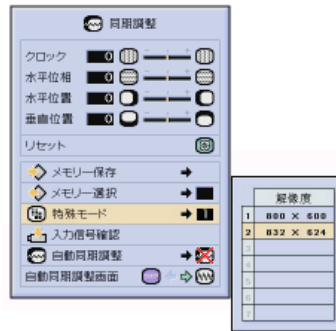 同期調整
クロック 0
水平位相 0
水平位置 0
垂直位置 0
リセット
メモリー保存
メモリー選択
特殊モード 1
入力信号確認
自動同期調整
自動同期調整画面
解像度
1 800 × 600
2 832 × 624
3
4
5
6
7